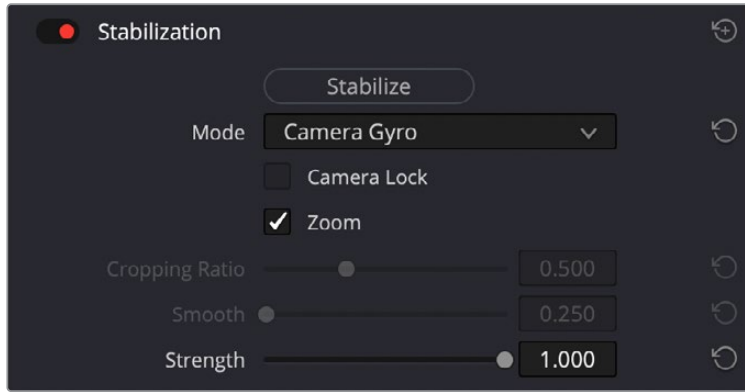 Stabilization
Stabilize
Mode Camera Gyro
Camera Lock
Zoom
Cropping Ratio 0.500
Smooth 0.250
Strength 1.000